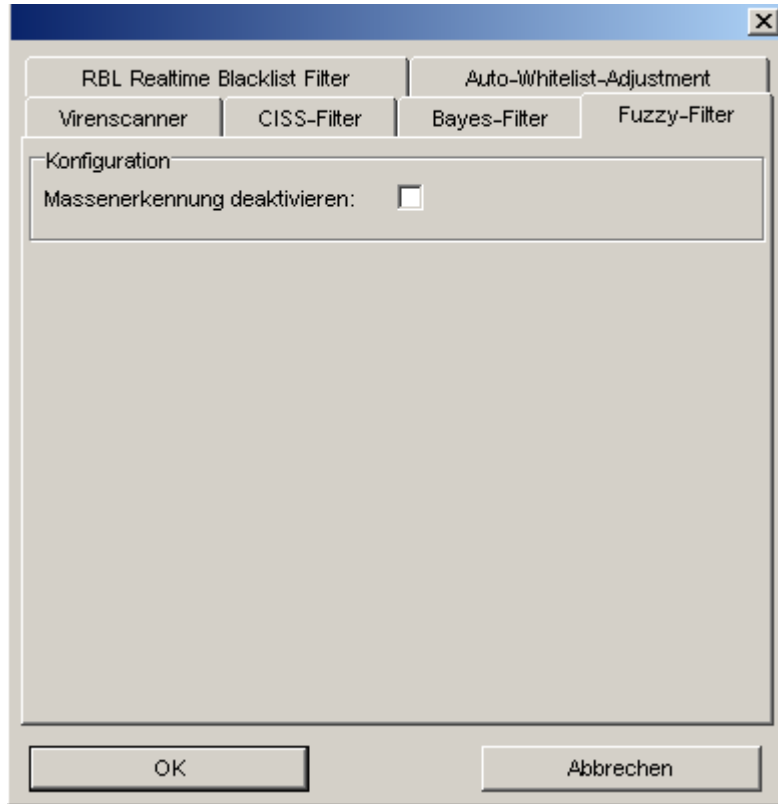 RBL Realtime Blacklist Filter
Auto-Whitelist-Adjustment
Virenscanner
CISS-Filter
Bayes-Filter
Fuzzy-Filter
Konfiguration
Massenerkennung deaktivieren:
OK
Abbrechen